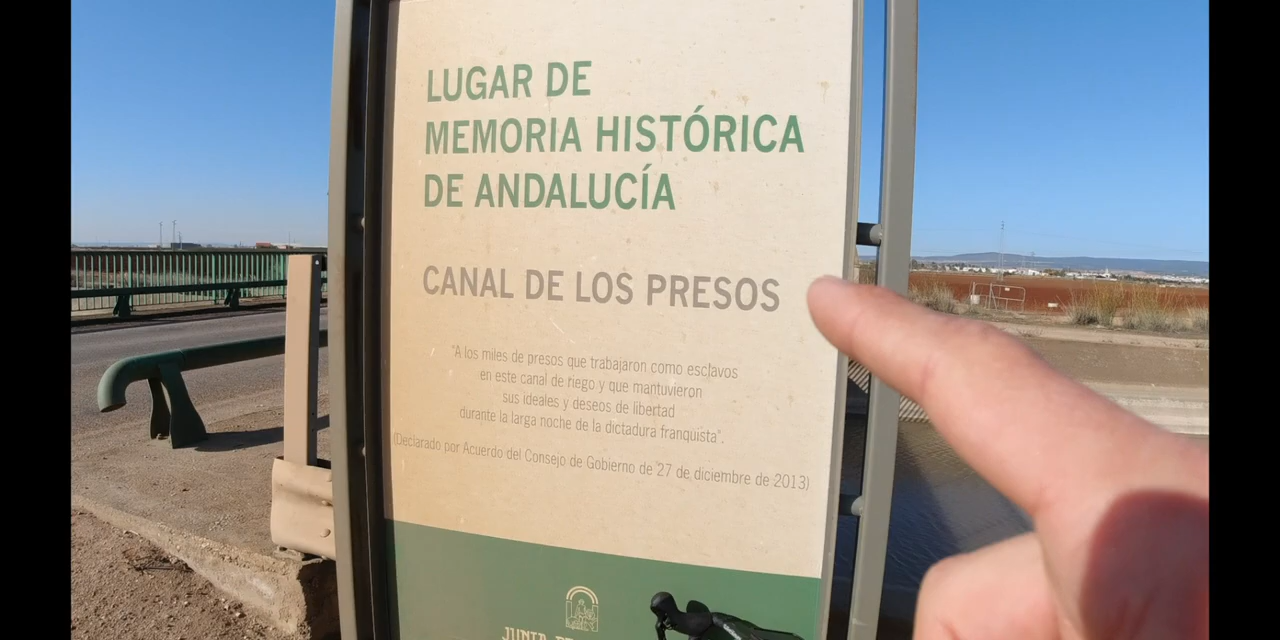 LUGAR DE
MEMORIA HISTÓRICA
DE ANDALUCÍA
CANAL DE LOS PRESOS
"A los miles de presos que trabajaron como esclavos
en este canal de riego y que mantuvieron
sus ideales y deseos de libertad
durante la larga noche de la dictadura franquista".
(Declarado por Acuerdo del Consejo de Gobierno de 27 de diciembre de 2013)
JUNTA DE